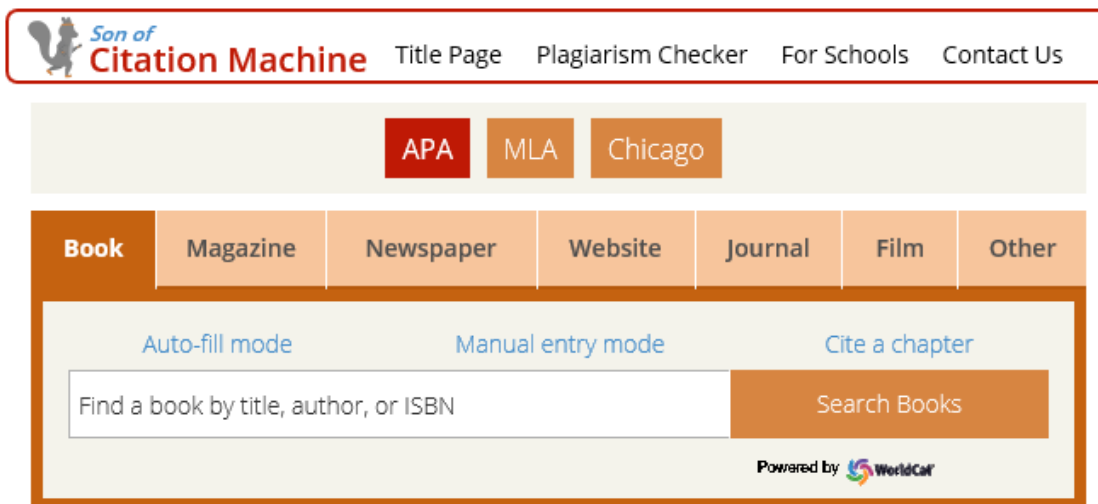 Son of
Citation Machine Title Page Plagiarism Checker For Schools Contact Us
APA MLA Chicago
Book Magazine Newspaper Website Journal Film Other
Auto-fill mode Manual entry mode Cite a chapter
Find a book by title, author, or ISBN Search Books
Powered by WorldCat